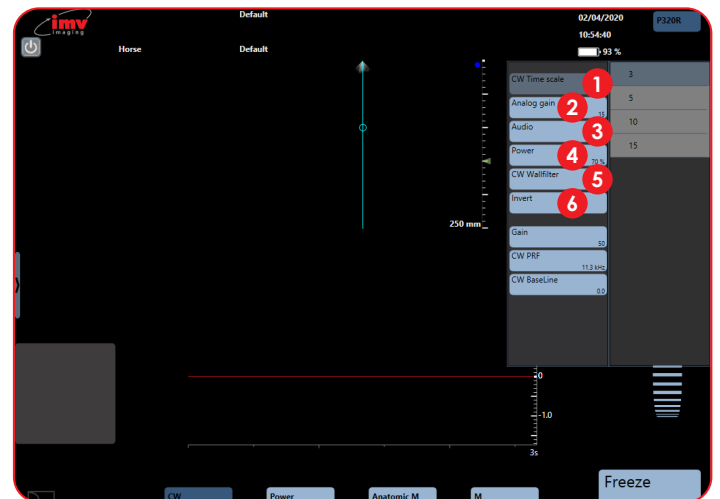 imv
imaging
Default
02/04/2020
P320R
10:54:40
Horse
Default
93 %
CW Time scale
1
3
Analog gain
2
15
5
Audio
3
10
Power
4
70 %
15
CW Wallfilter
5
Invert
6
250 mm
Gain
50
CW PRF
11.3 kHz
CW BaseLine
0.0
0
-1.0
3s
Freeze
CW
Power
Anatomic M
M